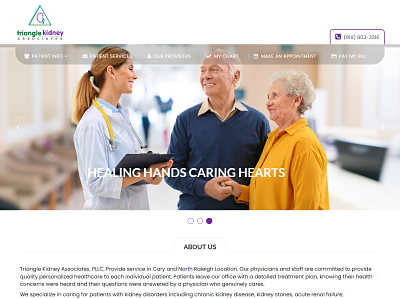 triangle kidney
ASSOCIATES
(919) 803-3316
PATIENT INFO
PATIENT SERVICES
OUR PROVIDERS
MY CHART
MAKE AN APPOINTMENT
PAY MY BILL
HEALING HANDS CARING HEARTS
ABOUT US
Triangle Kidney Associates, PLLC, Provide service in Cary and North Raleigh Location. Our physicians and staff are committed to provide
quality personalized healthcare to each individual patient. Patients leave our office with a detailed treatment plan, knowing their health
concerns were heard and their questions were answered by a physician who genuinely cares.
We specialize in caring for patients with kidney disorders including chronic kidney disease, kidney stones, acute renal failure,